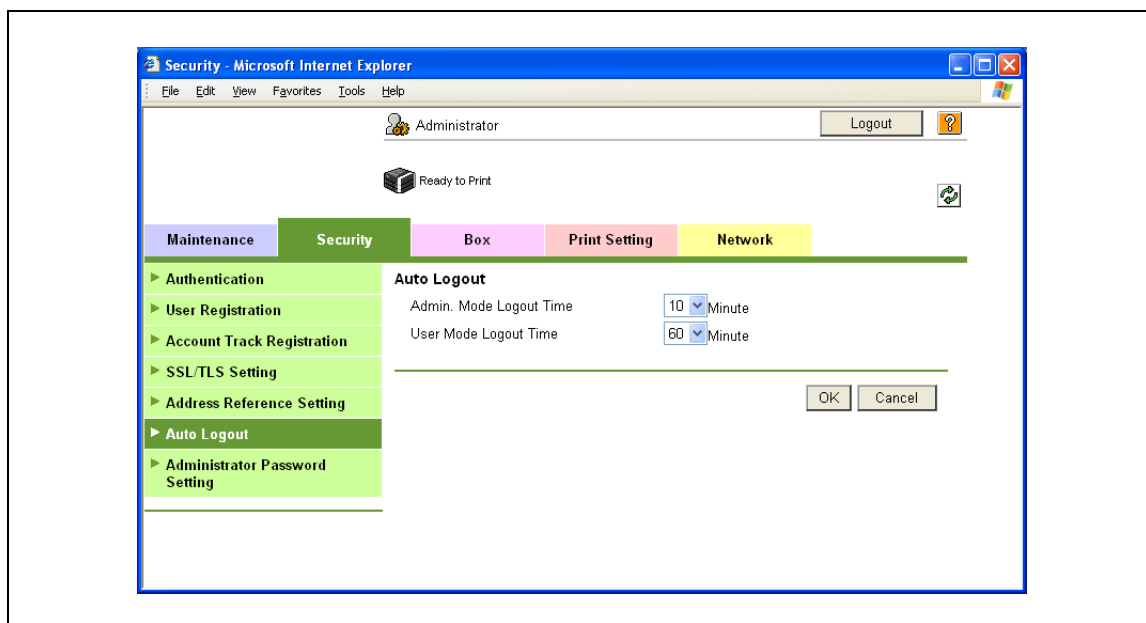 Security - Microsoft Internet Explorer
File Edit View Favorites Tools Help
Administrator
Logout
?
Ready to Print
Maintenance Security Box Print Setting Network
Authentication
User Registration
Account Track Registration
SSL/TLS Setting
Address Reference Setting
Auto Logout
Administrator Password
Setting
Auto Logout
Admin. Mode Logout Time 10 Minute
User Mode Logout Time 60 Minute
OK Cancel